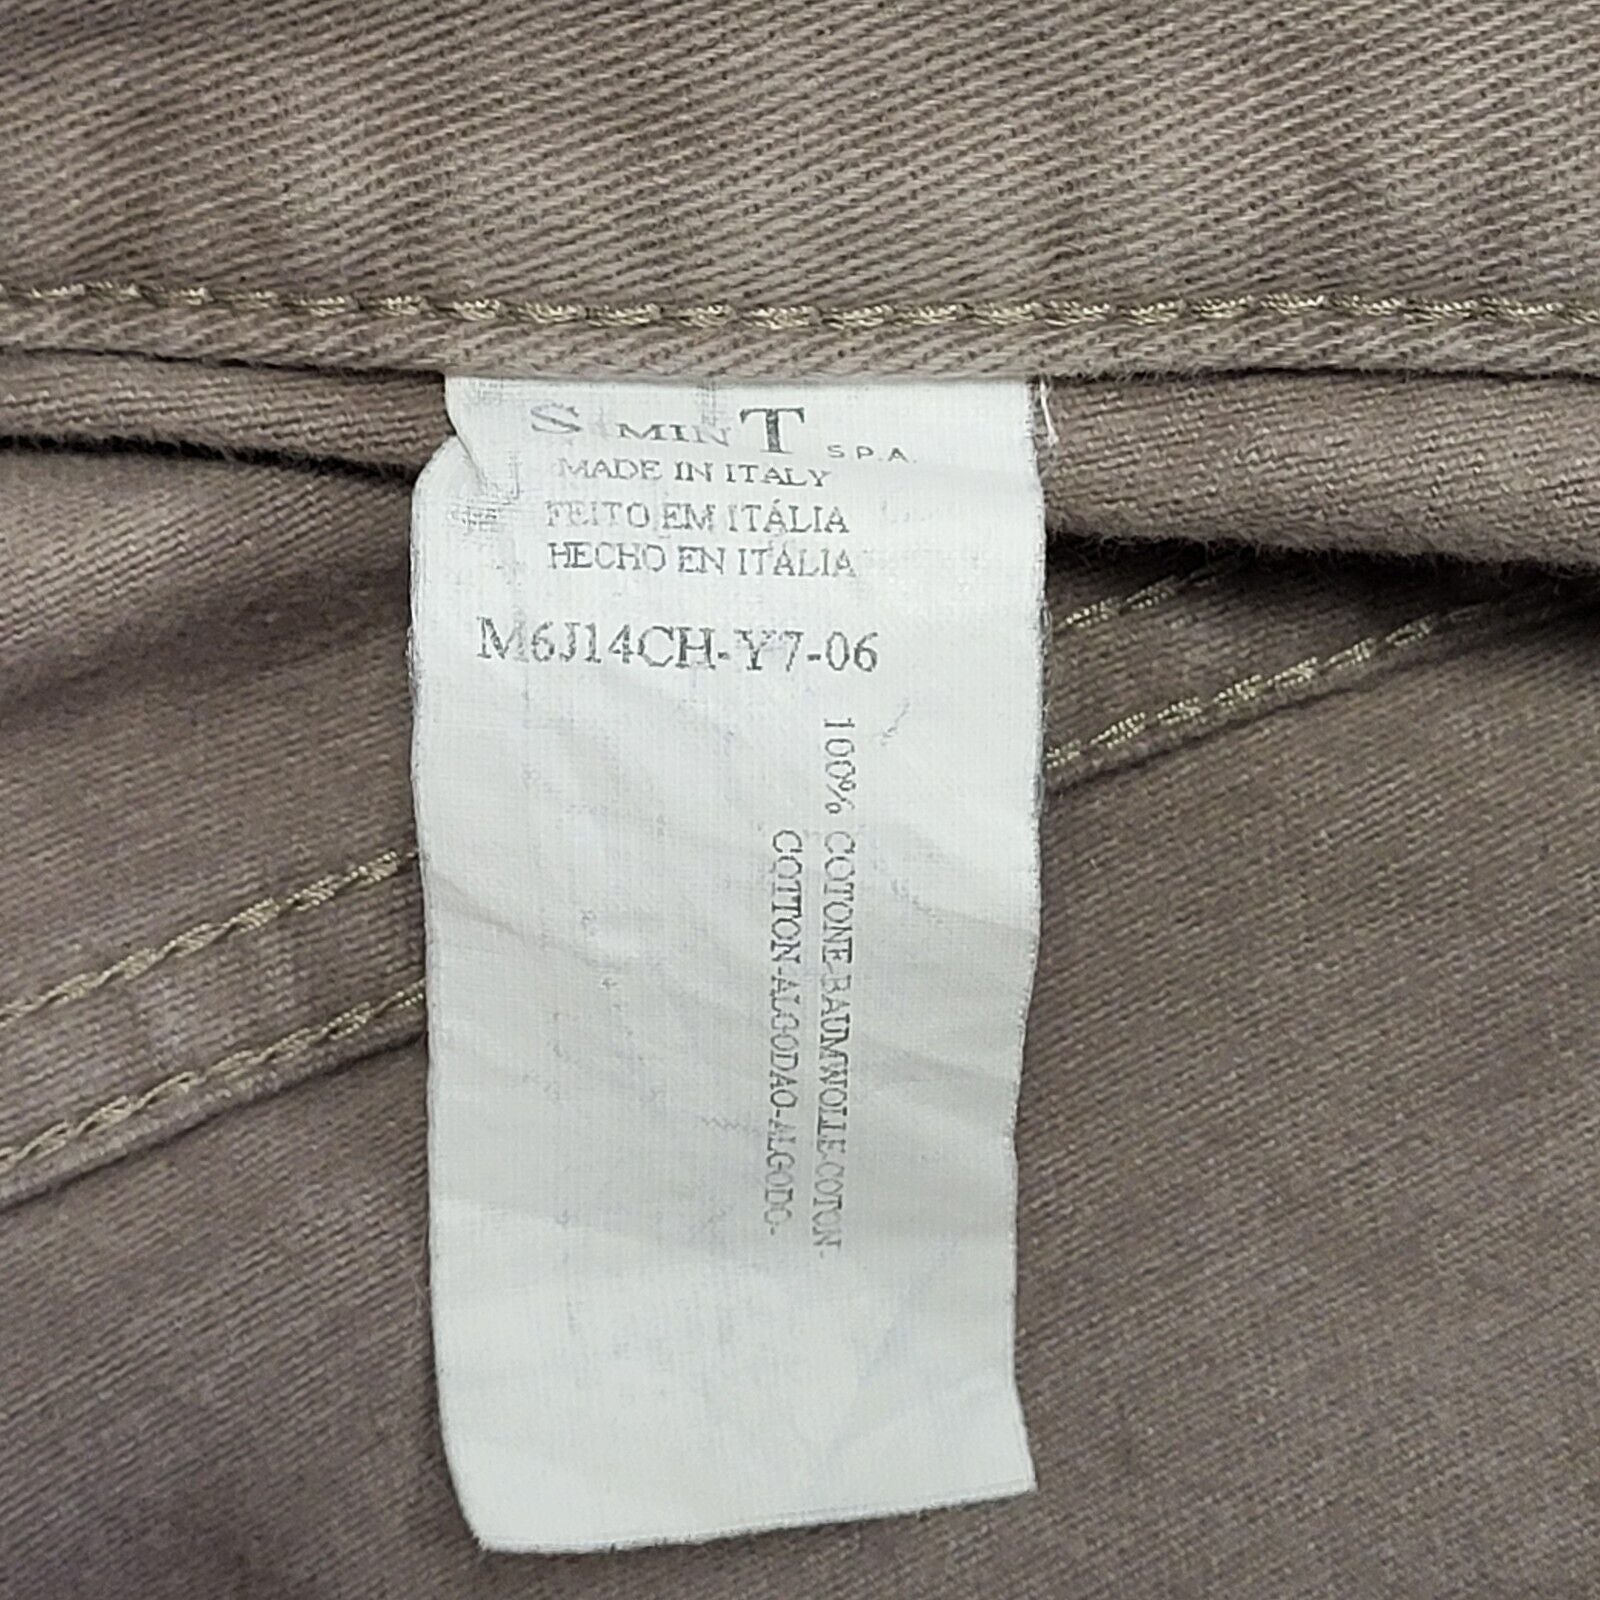 SIMINT S.P.A.
MADE IN ITALY
FEITO EM ITÁLIA
HECHO EN ITÁLIA
M6J14CH-Y7-06
100% COTONE-BAUMWOLLE-COTON-
COTTON-ALGODAO-ALGODO-